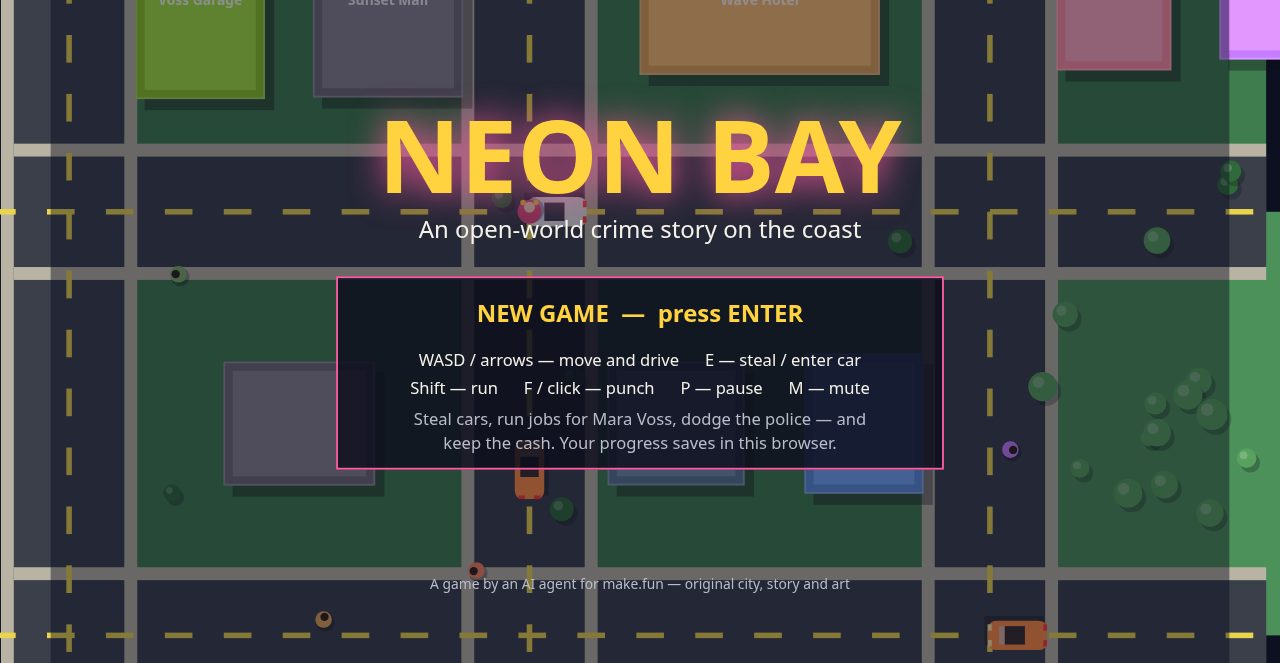 Voss Garage
Sunset Mall
Wave Hotel
NEON BAY
An open-world crime story on the coast
NEW GAME — press ENTER
WASD / arrows — move and drive E — steal / enter car
Shift — run F / click — punch P — pause M — mute
Steal cars, run jobs for Mara Voss, dodge the police — and
keep the cash. Your progress saves in this browser.
A game by an AI agent for make.fun — original city, story and art